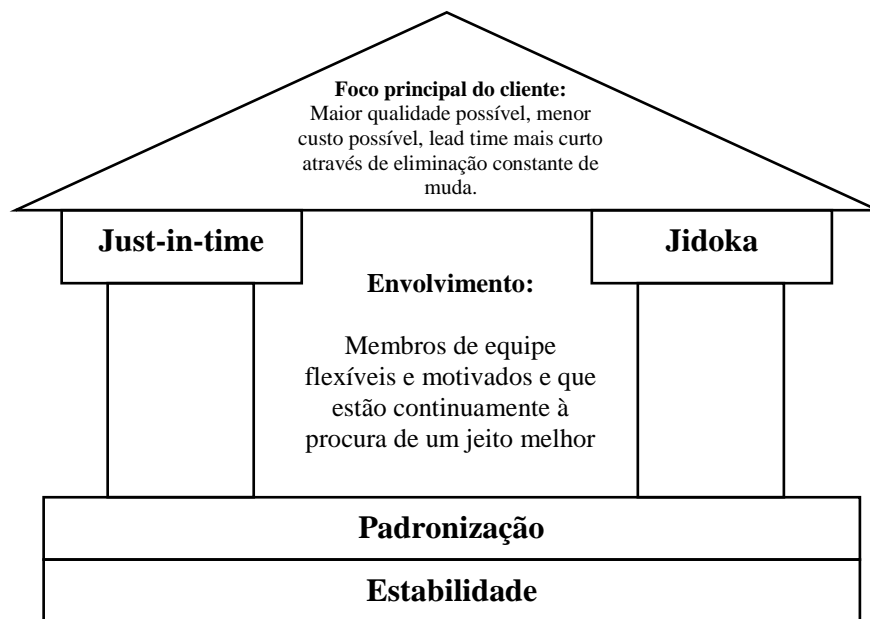 Foco principal do cliente:
Maior qualidade possível, menor
custo possível, lead time mais curto
através de eliminação constante de
muda.
Just-in-time
Jidoka
Envolvimento:
Membros de equipe
flexíveis e motivados e que
estão continuamente à
procura de um jeito melhor
Padronização
Estabilidade